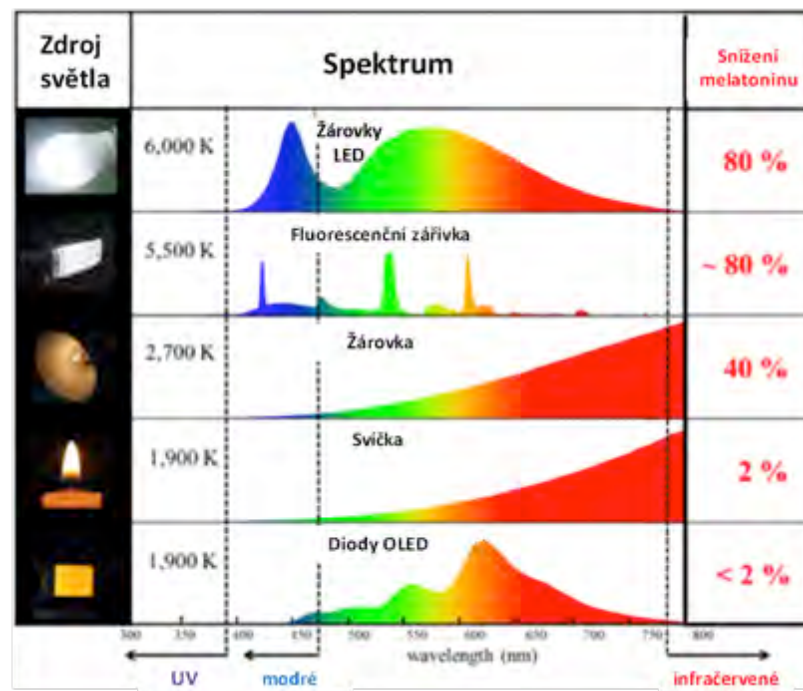 Zdroj
světla
Spektrum
Snížení
melatoninu
6,000 K
Žárovky
LED
80 %
5,500 K
Fluorescenční zářivka
~ 80 %
2,700 K
Žárovka
40 %
1,900 K
Svíčka
2 %
1,900 K
Diody OLED
< 2 %
300 350 400 450 500 550 600 650 700 750 800
wavelength (nm)
UV
modré
infračervené